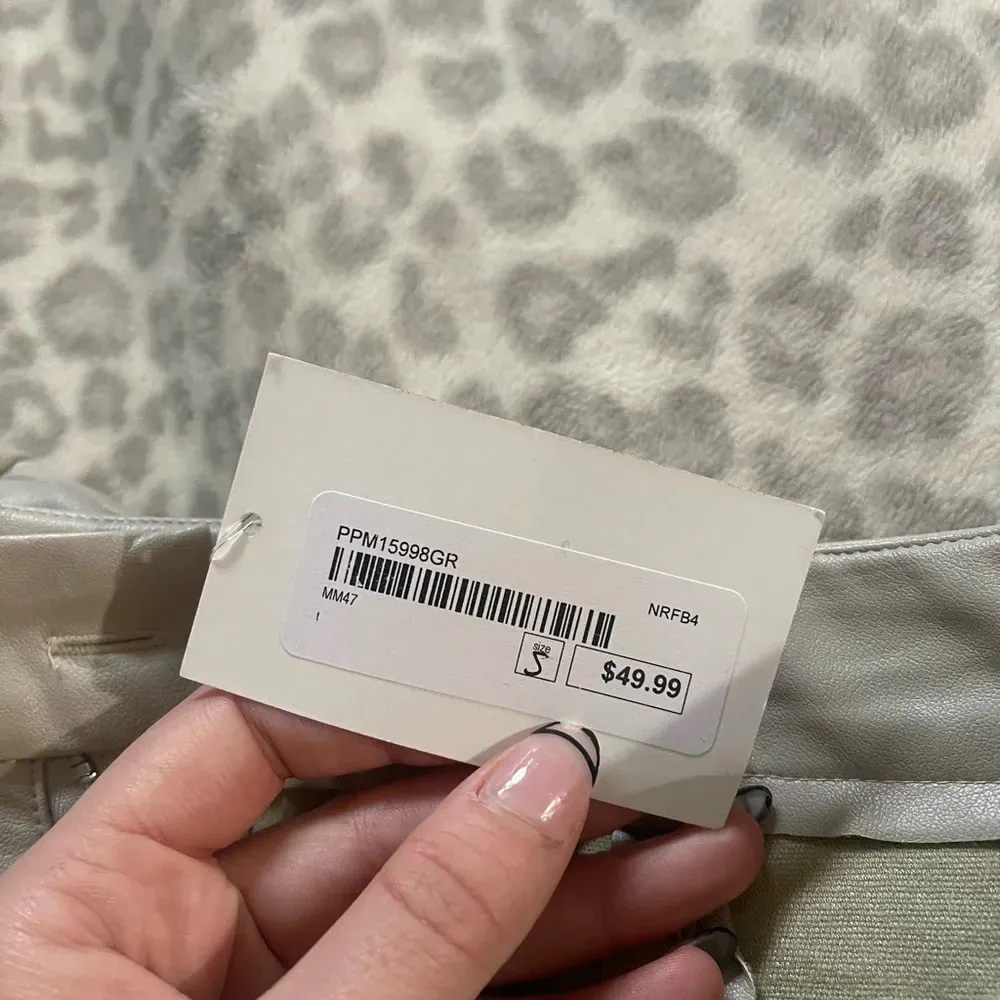 PPM15998GR
MM47
NRFB4
t
size
S
$49.99